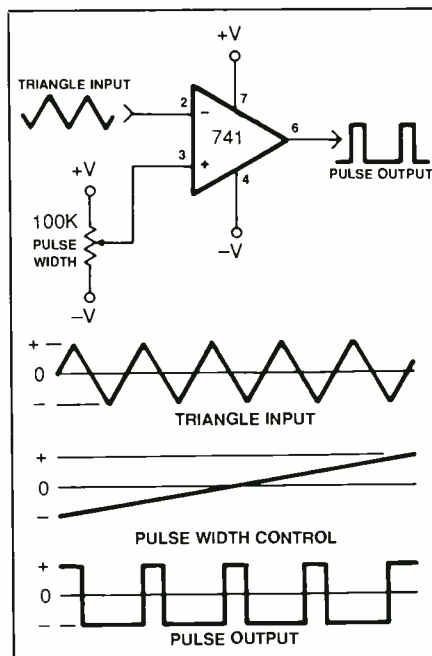 +V
TRIANGLE INPUT
2
−
7
741
6
3
+
4
+V
100K
PULSE
WIDTH
−V
−V
PULSE OUTPUT
+
0
−
TRIANGLE INPUT
+
0
−
PULSE WIDTH CONTROL
+
0
−
PULSE OUTPUT